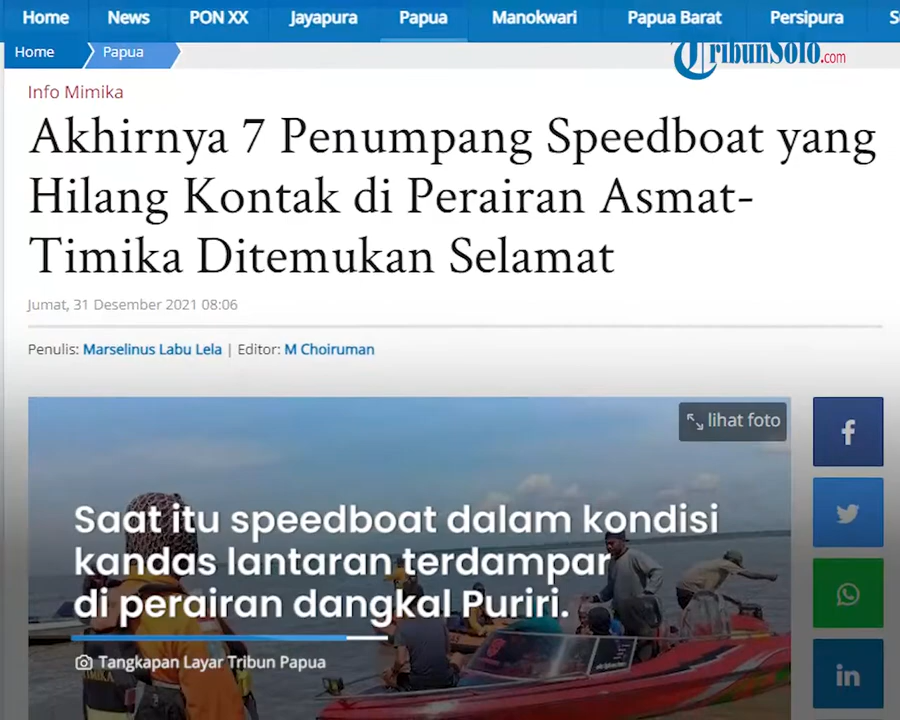 Home News PON XX Jayapura Papua Manokwari Papua Barat Persipura
Home Papua
TribunSolo.com
Info Mimika
Akhirnya 7 Penumpang Speedboat yang
Hilang Kontak di Perairan Asmat-
Timika Ditemukan Selamat
Jumat, 31 Desember 2021 08:06
Penulis: Marselinus Labu Lela | Editor: M Choiruman
lihat foto
Saat itu speedboat dalam kondisi
kandas lantaran terdampar
di perairan dangkal Puriri.
Tangkapan Layar Tribun Papua
TIMIKA